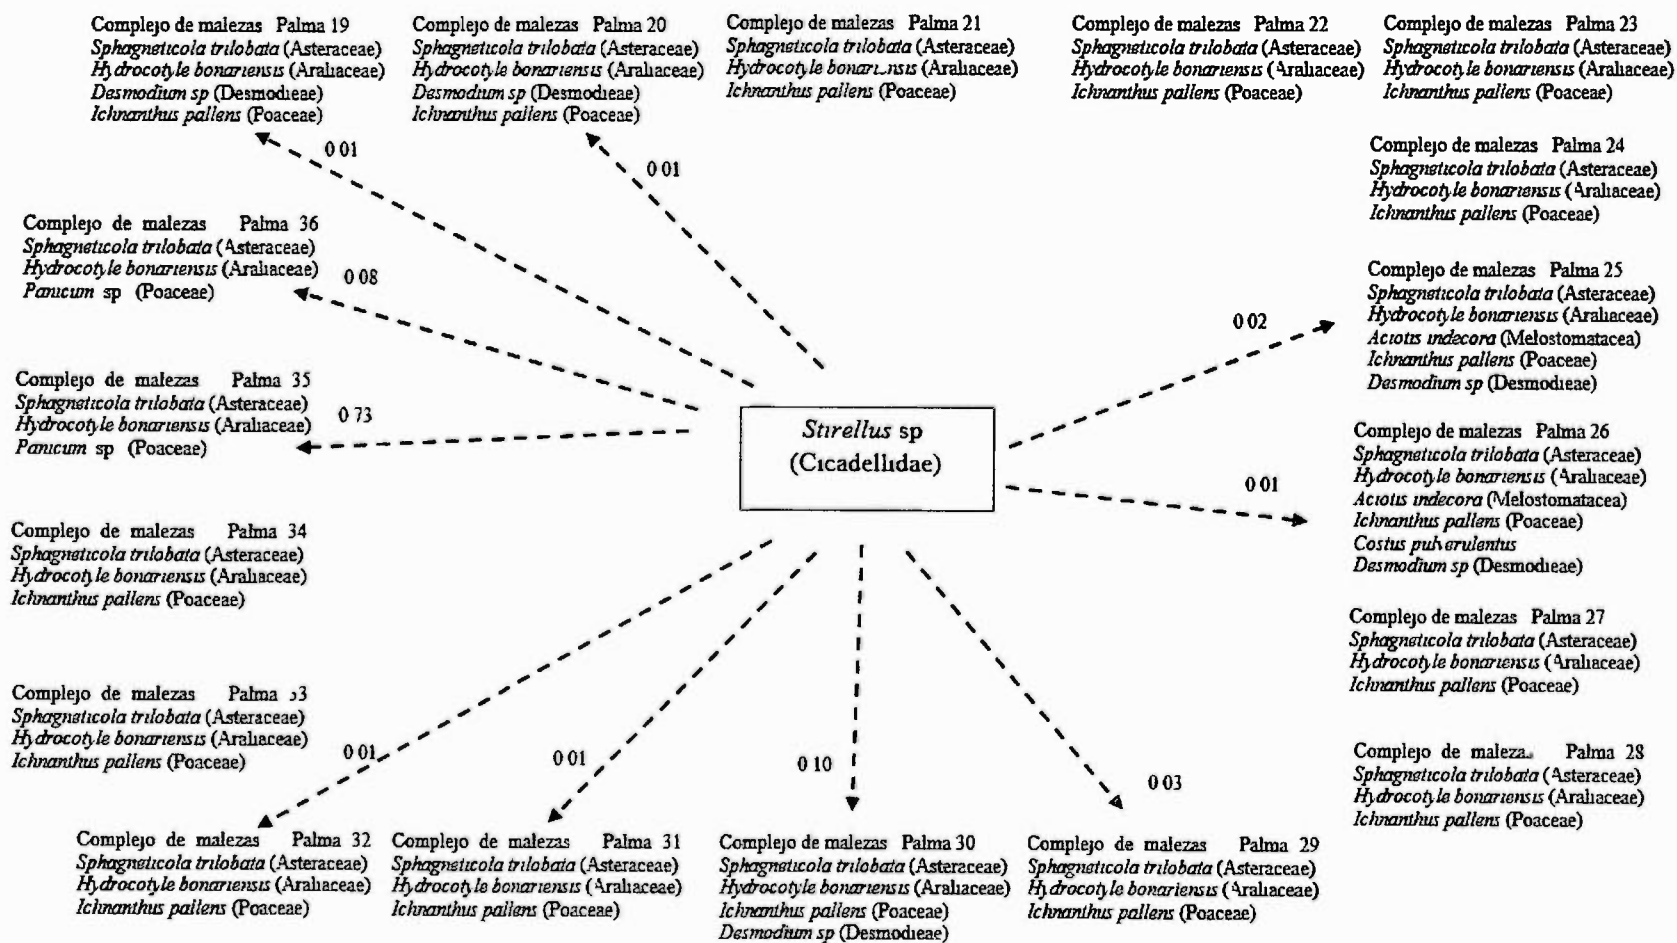 Complejo de malezas Palma 19
Sphagneticola trilobata (Asteraceae)
Hydrocotyle bonariensis (Araliaceae)
Desmodium sp (Desmodieae)
Ichnanthus pallens (Poaceae)
Complejo de malezas Palma 20
Sphagneticola trilobata (Asteraceae)
Hydrocotyle bonariensis (Araliaceae)
Desmodium sp (Desmodieae)
Ichnanthus pallens (Poaceae)
Complejo de malezas Palma 21
Sphagneticola trilobata (Asteraceae)
Hydrocotyle bonariensis (Araliaceae)
Ichnanthus pallens (Poaceae)
Complejo de malezas Palma 22
Sphagneticola trilobata (Asteraceae)
Hydrocotyle bonariensis (Araliaceae)
Ichnanthus pallens (Poaceae)
Complejo de malezas Palma 23
Sphagneticola trilobata (Asteraceae)
Hydrocotyle bonariensis (Araliaceae)
Ichnanthus pallens (Poaceae)
0 01
0 01
Complejo de malezas Palma 24
Sphagneticola trilobata (Asteraceae)
Hydrocotyle bonariensis (Araliaceae)
Ichnanthus pallens (Poaceae)
Complejo de malezas Palma 36
Sphagneticola trilobata (Asteraceae)
Hydrocotyle bonariensis (Araliaceae)
Panicum sp (Poaceae)
0 08
Complejo de malezas Palma 25
Sphagneticola trilobata (Asteraceae)
Hydrocotyle bonariensis (Araliaceae)
Aciotis indecora (Melostomatacea)
Ichnanthus pallens (Poaceae)
Desmodium sp (Desmodieae)
0 02
Complejo de malezas Palma 35
Sphagneticola trilobata (Asteraceae)
Hydrocotyle bonariensis (Araliaceae)
Panicum sp (Poaceae)
0 73
Stirellus sp
(Cicadellidae)
0 01
Complejo de malezas Palma 26
Sphagneticola trilobata (Asteraceae)
Hydrocotyle bonariensis (Araliaceae)
Aciotis indecora (Melostomatacea)
Ichnanthus pallens (Poaceae)
Costus pulverulentus
Desmodium sp (Desmodieae)
Complejo de malezas Palma 34
Sphagneticola trilobata (Asteraceae)
Hydrocotyle bonariensis (Araliaceae)
Ichnanthus pallens (Poaceae)
Complejo de malezas Palma 27
Sphagneticola trilobata (Asteraceae)
Hydrocotyle bonariensis (Araliaceae)
Ichnanthus pallens (Poaceae)
Complejo de malezas Palma 33
Sphagneticola trilobata (Asteraceae)
Hydrocotyle bonariensis (Araliaceae)
Ichnanthus pallens (Poaceae)
0 01
0 01
0 10
0 03
Complejo de maleza Palma 28
Sphagneticola trilobata (Asteraceae)
Hydrocotyle bonariensis (Araliaceae)
Ichnanthus pallens (Poaceae)
Complejo de malezas Palma 32
Sphagneticola trilobata (Asteraceae)
Hydrocotyle bonariensis (Araliaceae)
Ichnanthus pallens (Poaceae)
Complejo de malezas Palma 31
Sphagneticola trilobata (Asteraceae)
Hydrocotyle bonariensis (Araliaceae)
Ichnanthus pallens (Poaceae)
Complejo de malezas Palma 30
Sphagneticola trilobata (Asteraceae)
Hydrocotyle bonariensis (Araliaceae)
Ichnanthus pallens (Poaceae)
Desmodium sp (Desmodieae)
Complejo de malezas Palma 29
Sphagneticola trilobata (Asteraceae)
Hydrocotyle bonariensis (Araliaceae)
Ichnanthus pallens (Poaceae)